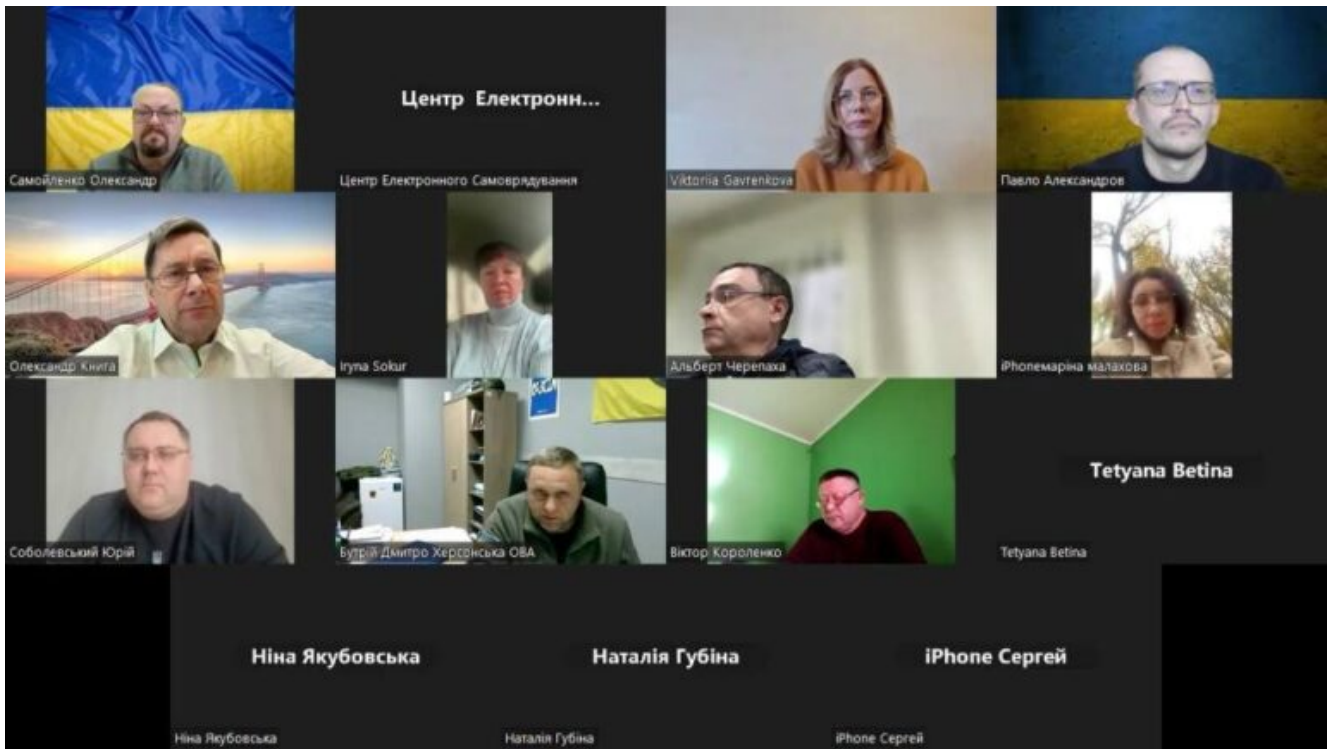 Центр Електронн...
Самойленко Олександр
Центр Електронного Самоврядування
Viktoriia Gavrenkova
Павло Александров
Олександр Книга
Iryna Sokur
Альберт Черепаха
iPhoneмаріна малахова
Tetyana Betina
Соболевський Юрій
Бутрій Дмитро Херсонська ОВА
Віктор Короленко
Tetyana Betina
Ніна Якубовська
Наталія Губіна
iPhone Сергей
Ніна Якубовська
Наталія Губіна
iPhone Сергей